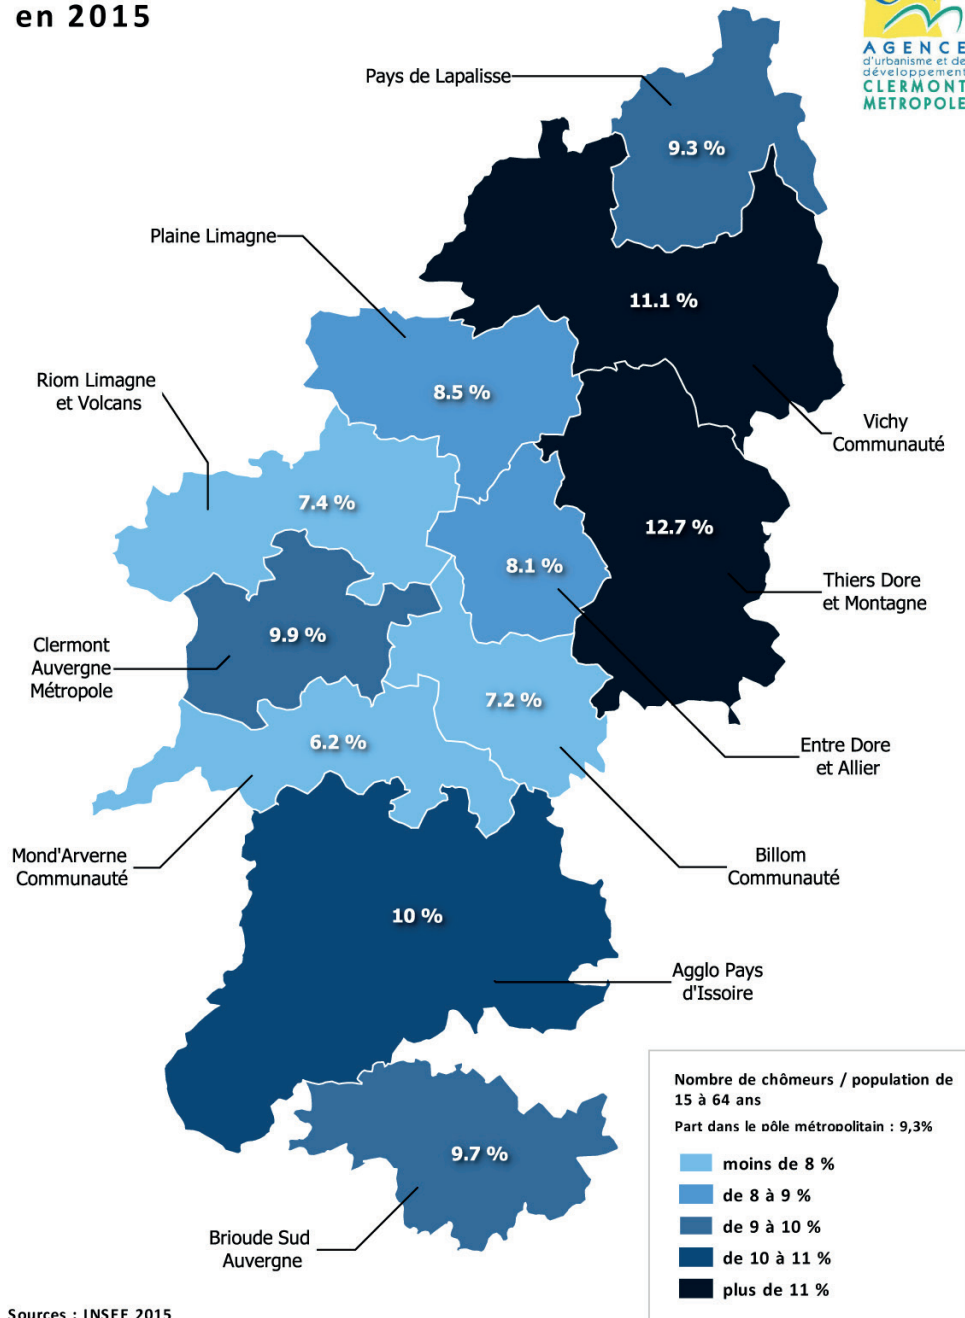 en 2015
AGENCE
d'urbanisme et de
développement
CLERMONT
METROPOLE
Pays de Lapalisse
9.3 %
Plaine Limagne
11.1 %
Riom Limagne
et Volcans
8.5 %
Vichy
Communauté
7.4 %
12.7 %
8.1 %
Thiers Dore
et Montagne
9.9 %
Clermont
Auvergne
Métropole
7.2 %
6.2 %
Entre Dore
et Allier
Mond'Arverne
Communauté
Billom
Communauté
10 %
Agglo Pays
d'Issoire
9.7 %
Brioude Sud
Auvergne
Nombre de chômeurs / population de
15 à 64 ans
Part dans le pôle métropolitain : 9,3%
moins de 8 %
de 8 à 9 %
de 9 à 10 %
de 10 à 11 %
plus de 11 %
Sources : INSEE 2015